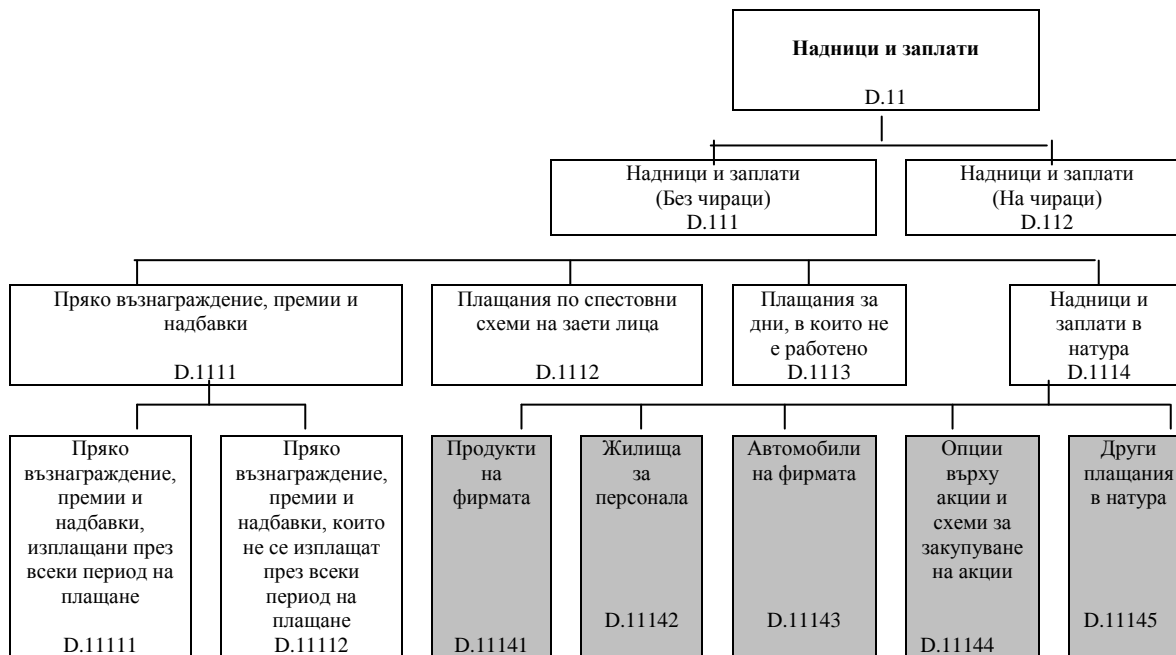 Надници и заплати
D.11
Надници и заплати
(Без чираци)
D.111
Надници и заплати
(На чираци)
D.112
Пряко възнаграждение, премии и
надбавки
D.1111
Плащания по спестовни
схеми на заети лица
D.1112
Плащания за
дни, в които не
е работено
D.1113
Надници и
заплати в
натура
D.1114
Пряко
възнаграждение,
премии и
надбавки,
изплащани през
всеки период на
плащане
D.11111
Пряко
възнаграждение,
премии и
надбавки, които
не се изплащат
през всеки
период на
плащане
D.11112
Продукти
на
фирмата
D.11141
Жилища
за
персонала
D.11142
Автомобили
на фирмата
D.11143
Опции
върху
акции и
схеми за
закупуване
на акции
D.11144
Други
плащания
в натура
D.11145